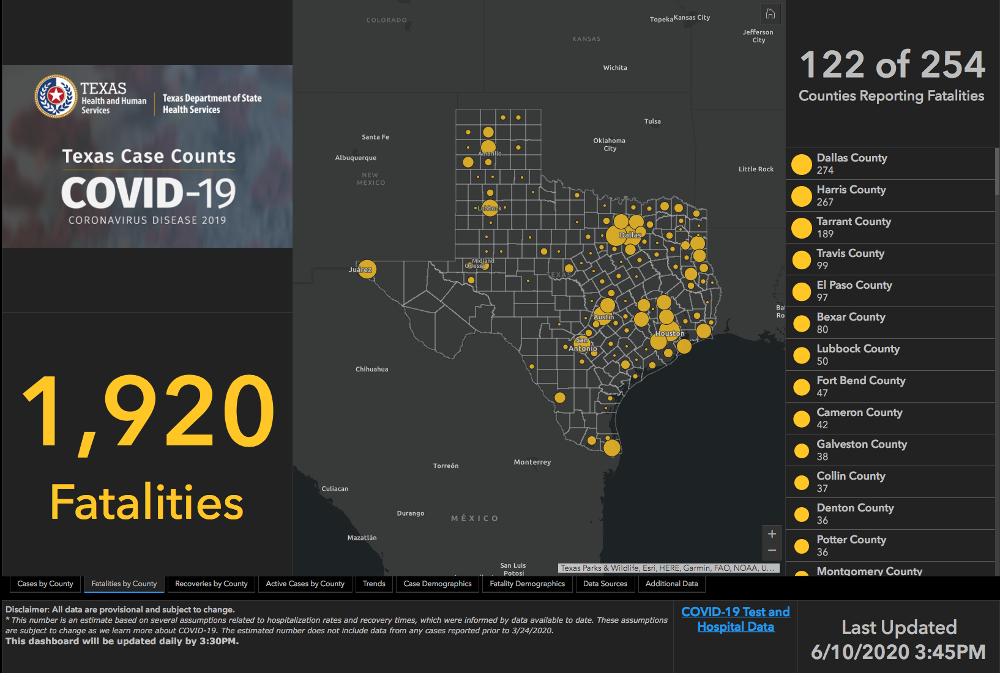 TEXAS
Health and Human
Services
Texas Department of State
Health Services
Texas Case Counts
COVID-19
CORONAVIRUS DISEASE 2019
1,920
Fatalities
COLORADO
Topeka
Kansas City
Jefferson
City
KANSAS
Wichita
Tulsa
Santa Fe
Oklahoma
City
Albuquerque
Amarillo
Little Rock
NEW
MEXICO
Lubbock
Dallas
Midland
Odessa
Juárez
TEXAS
Austin
Houston
San
Antonio
Chihuahua
Monterrey
Torreón
Culiacan
Durango
MÉXICO
Mazatlán
San Luis
Potosi
+
−
Texas Parks & Wildlife, Esri, HERE, Garmin, FAO, NOAA, U...
122 of 254
Counties Reporting Fatalities
Dallas County
274
Harris County
267
Tarrant County
189
Travis County
99
El Paso County
97
Bexar County
80
Lubbock County
50
Fort Bend County
47
Cameron County
42
Galveston County
38
Collin County
37
Denton County
36
Potter County
36
Montgomery County
Cases by County
Fatalities by County
Recoveries by County
Active Cases by County
Trends
Case Demographics
Fatality Demographics
Data Sources
Additional Data
Disclaimer: All data are provisional and subject to change.
* This number is an estimate based on several assumptions related to hospitalization rates and recovery times, which were informed by data available to date. These assumptions
are subject to change as we learn more about COVID-19. The estimated number does not include data from any cases reported prior to 3/24/2020.
This dashboard will be updated daily by 3:30PM.
COVID-19 Test and
Hospital Data
Last Updated
6/10/2020 3:45PM